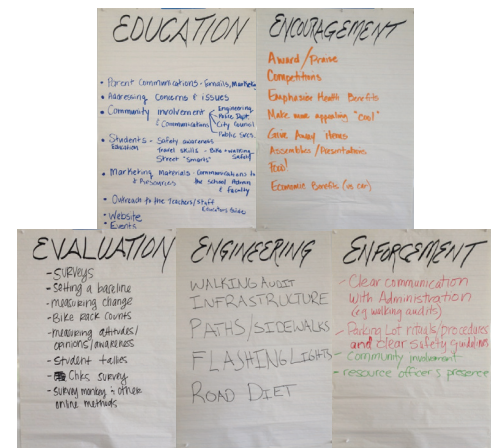 EDUCATION
• Parent Communications - Emails, Marketing
• Addressing Concerns & issues
• Community involvement
& Communications
Engineering
Police Dept.
City Council
Public Svcs.
• Students - Safety awareness
Education
Travel skills - Bike & walking
Safety
Street "Smarts"
• Marketing Materials - Communications to
& Resources
the School Admin
& Faculty
• Outreach to the Teachers/Staff
Educators Guide
• Website
• Events
ENCOURAGEMENT
Award/Praise
Competitions
Emphasize Health Benefits
Make more appealing "Cool"
Give Away Items
Assemblies/Presentations
Food!
Economic Benefits (vs car)
EVALUATION
- Surveys
- Setting a baseline
- measuring change
- Bike Rack Counts
- measuring attitudes/
opinions/awareness
- Student tallies
- Chks survey
- survey monkey & other
online methods
ENGINEERING
WALKING AUDIT
INFRASTRUCTURE
PATHS/SIDEWALKS
FLASHING LIGHTS
ROAD DIET
ENFORCEMENT
- Clear communication
with Administration
(eg walking audits)
- Parking Lot rituals/procedures
and clear safety guidelines
- Community involvement
- resource officer's presence